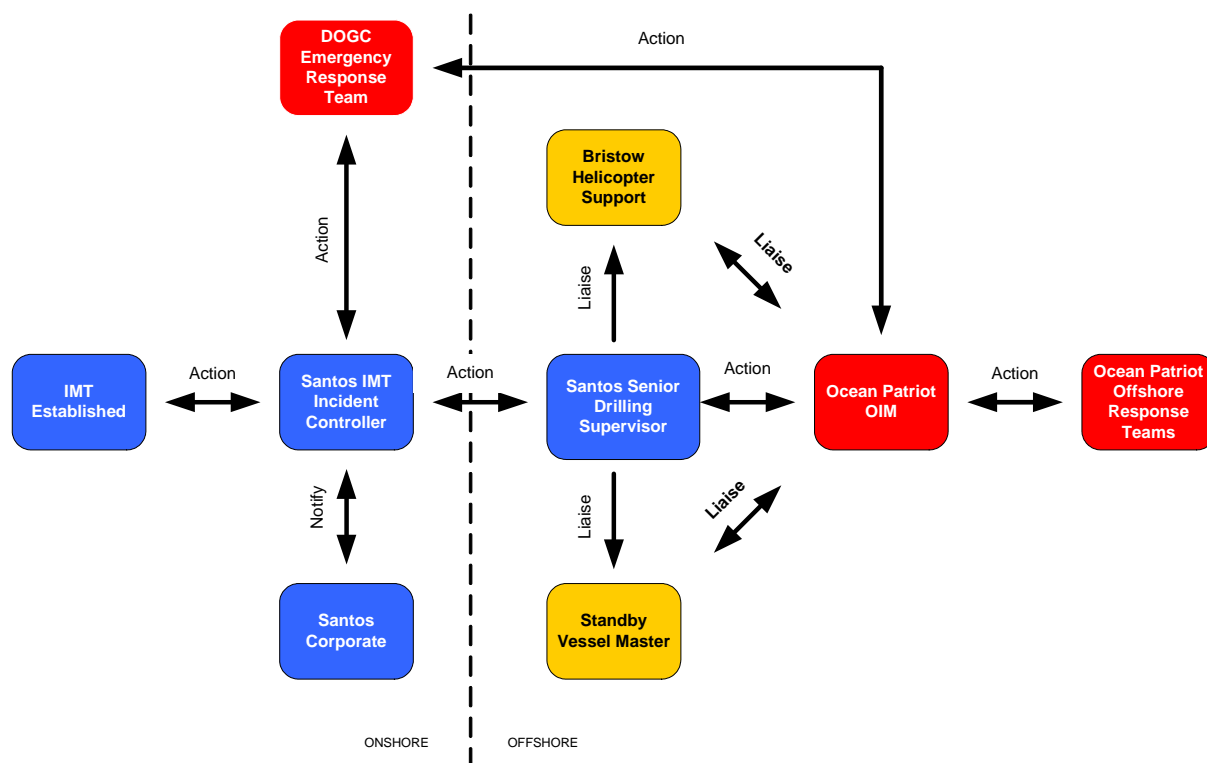 DOGC
Emergency
Response
Team
Action
Bristow
Helicopter
Support
Action
Liaise
Liaise
IMT
Established
Action
Santos IMT
Incident
Controller
Action
Santos Senior
Drilling
Supervisor
Action
Ocean Patriot
OIM
Action
Ocean Patriot
Offshore
Response
Teams
Notify
Liaise
Liaise
Santos
Corporate
Standby
Vessel Master
ONSHORE
OFFSHORE